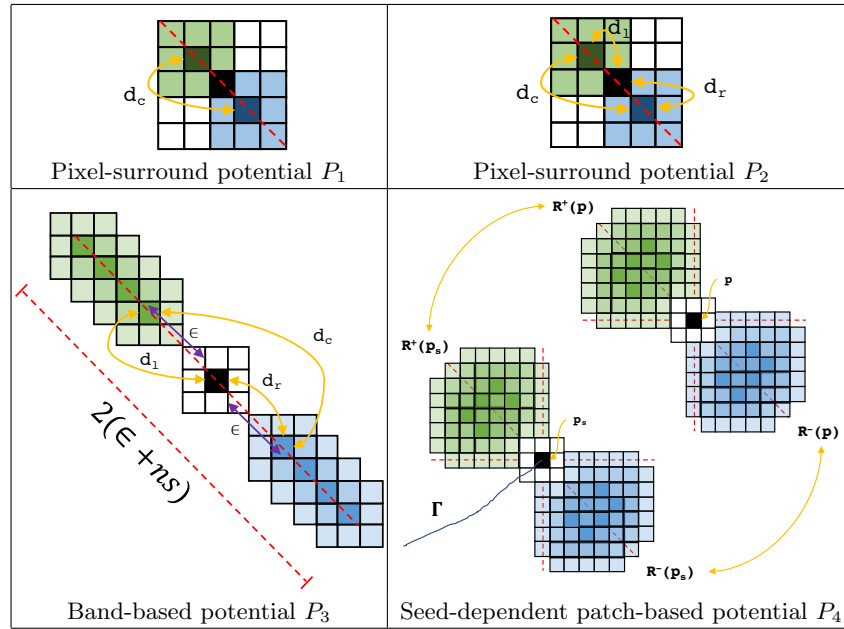 d_c
Pixel-surround potential P_1
d_l
d_c
d_r
Pixel-surround potential P_2
∈
d_c
d_l
d_r
∈
2(∈ +ns)
Band-based potential P_3
R⁺(p)
p
R⁺(p_s)
p_s
R⁻(p)
Γ
R⁻(p_s)
Seed-dependent patch-based potential P_4